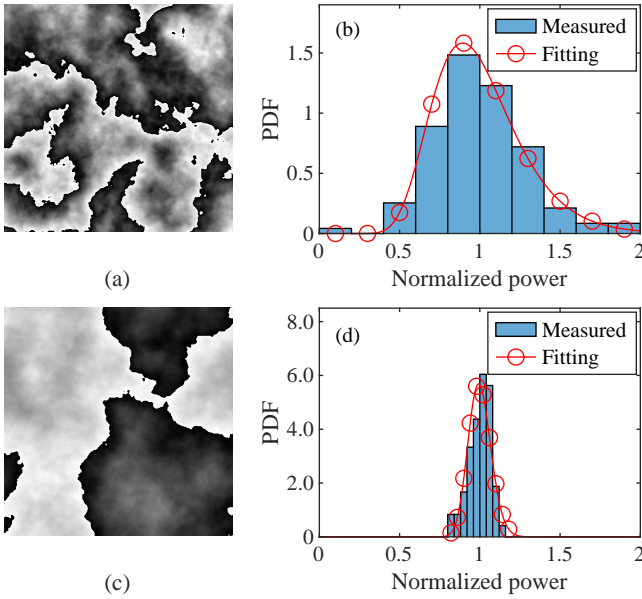 (b)
Measured
Fitting
1.5
1
0.5
0
PDF
0
0.5
1
1.5
2
Normalized power
(a)
(d)
Measured
Fitting
8.0
6.0
4.0
2.0
0
PDF
0
0.5
1
1.5
2
Normalized power
(c)